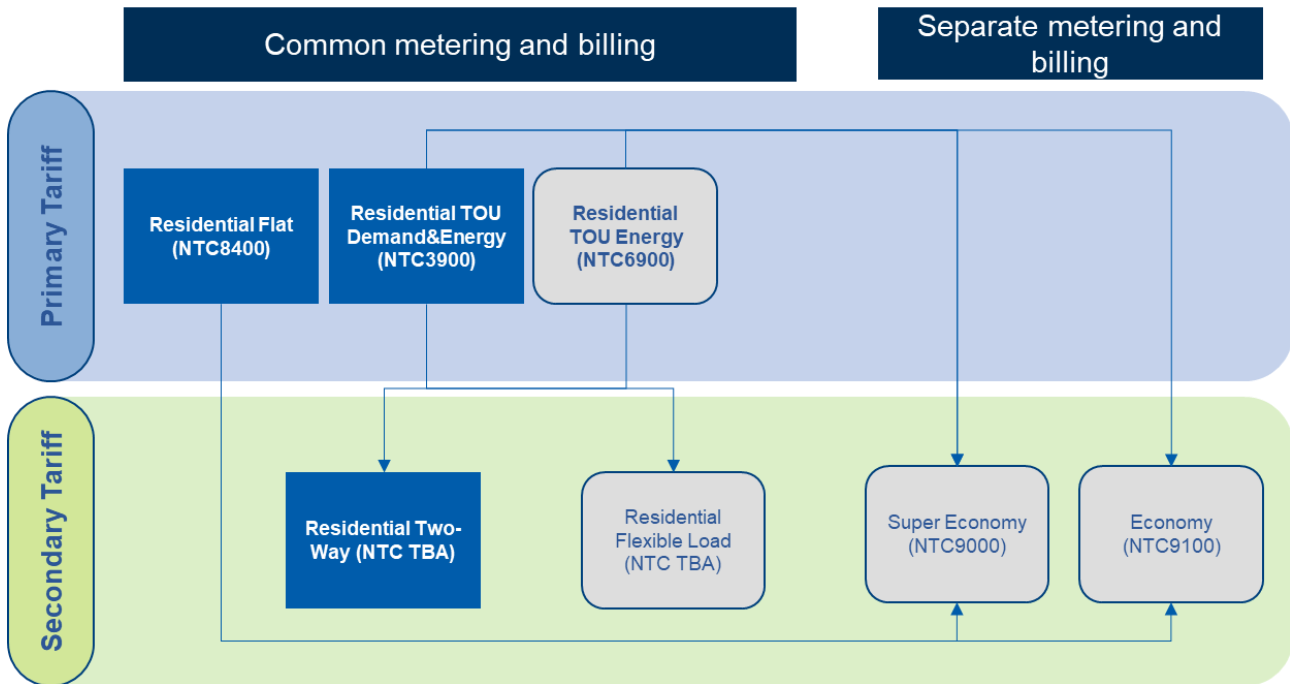 Common metering and billing
Separate metering and
billing
Primary Tariff
Residential Flat
(NTC8400)
Residential TOU
Demand&Energy
(NTC3900)
Residential
TOU Energy
(NTC6900)
Secondary Tariff
Residential Two-
Way (NTC TBA)
Residential
Flexible Load
(NTC TBA)
Super Economy
(NTC9000)
Economy
(NTC9100)